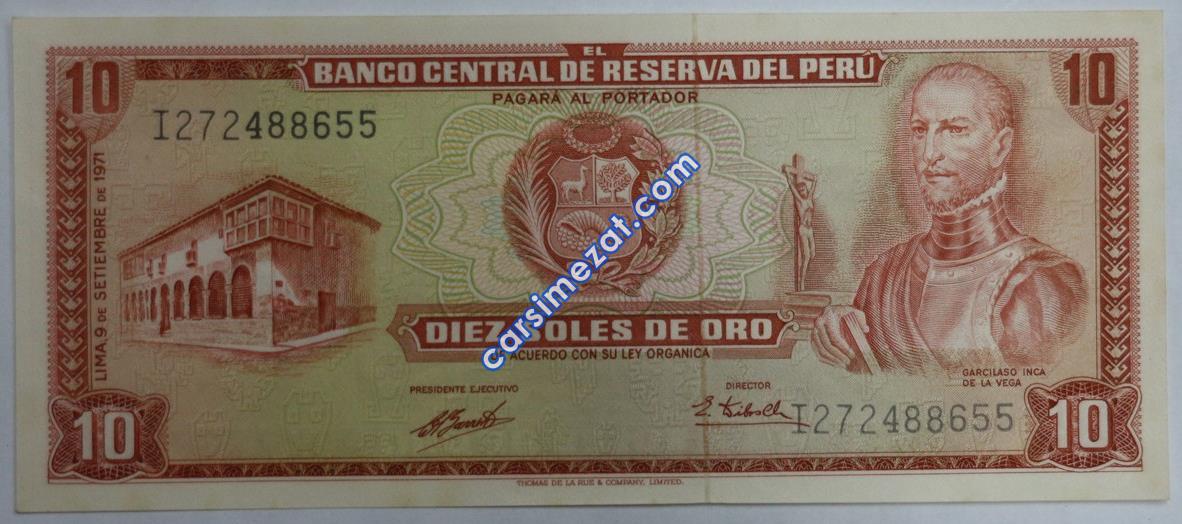 EL
BANCO CENTRAL DE RESERVA DEL PERÚ
PAGARÁ AL PORTADOR
10
10
I272488655
LIMA, 9 DE SETIEMBRE DE 1971
carsimezat.com
DIEZ SOLES DE ORO
DE ACUERDO CON SU LEY ORGANICA
GARCILASO INCA
DE LA VEGA
PRESIDENTE EJECUTIVO
DIRECTOR
I272488655
10
10
THOMAS DE LA RUE & COMPANY, LIMITED.